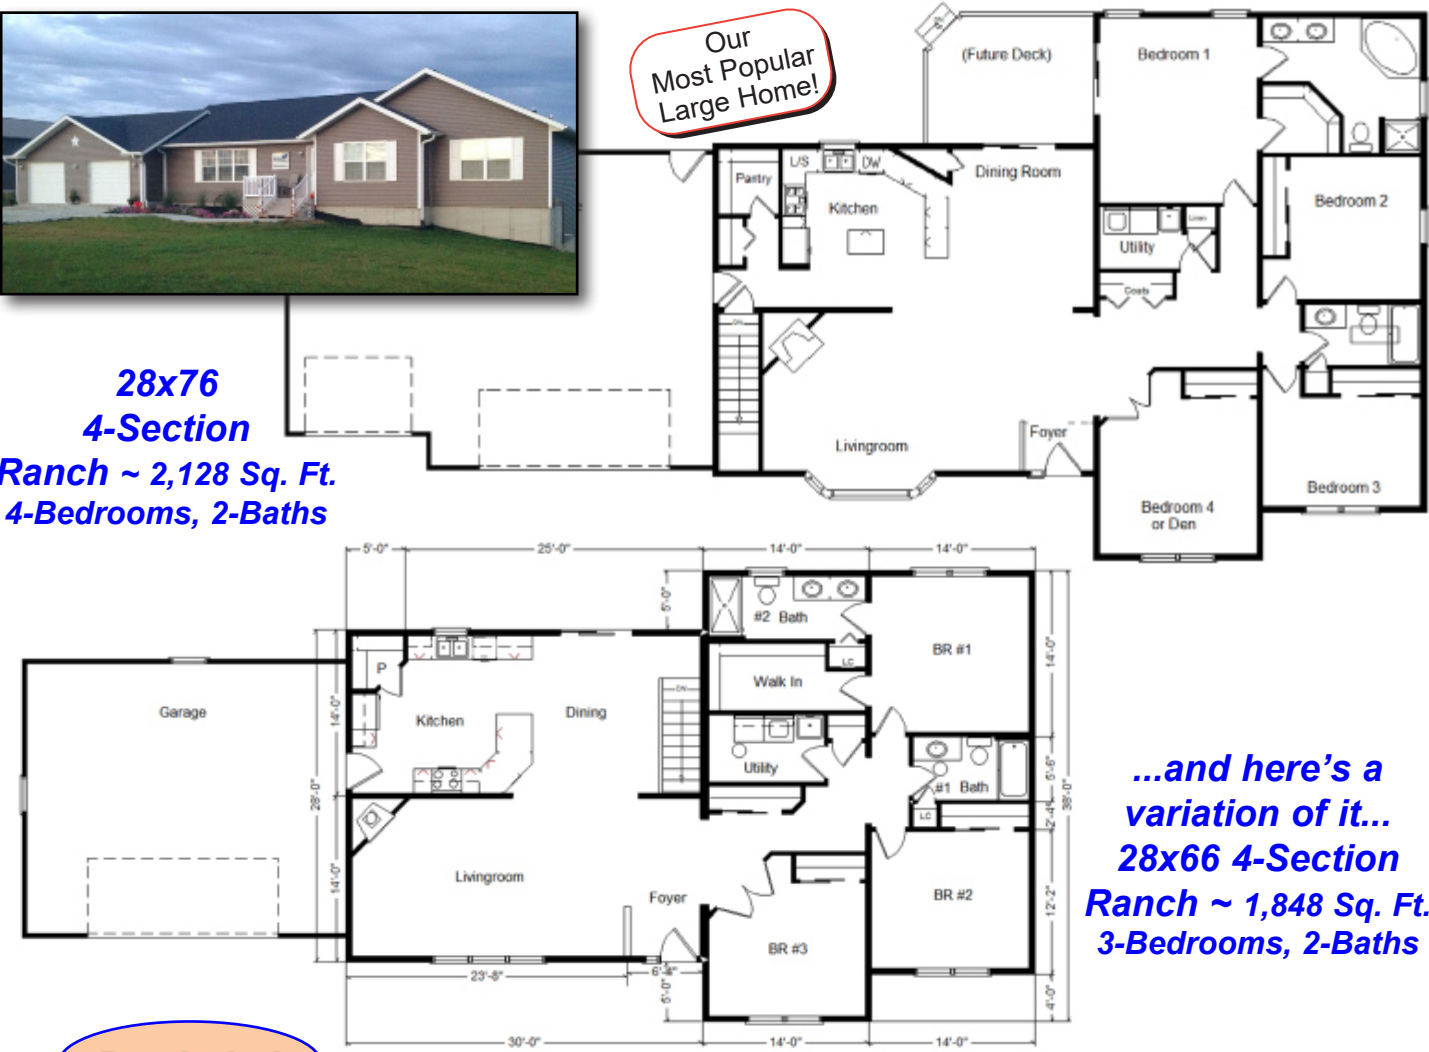 Our
Most Popular
Large Home!
(Future Deck)
Bedroom 1
L/S
DW
Pantry
Dining Room
Kitchen
Bedroom 2
Linen
Utility
Coats
DN
Livingroom
Foyer
Bedroom 3
Bedroom 4
or Den
28x76
4-Section
Ranch ~ 2,128 Sq. Ft.
4-Bedrooms, 2-Baths
5'-0"
25'-0"
14'-0"
14'-0"
5'-0"
#2 Bath
BR #1
14'-0"
P
LC
Walk In
DN
Garage
Kitchen
Dining
14'-0"
28'-0"
Utility
#1 Bath
5'-6"
38'-0"
LC
2'-4"
14'-0"
Livingroom
Foyer
BR #2
12'-2"
BR #3
23'-8"
5'-0"
4'-0"
30'-0"
14'-0"
14'-0"
...and here's a
variation of it...
28x66 4-Section
Ranch ~ 1,848 Sq. Ft.
3-Bedrooms, 2-Baths